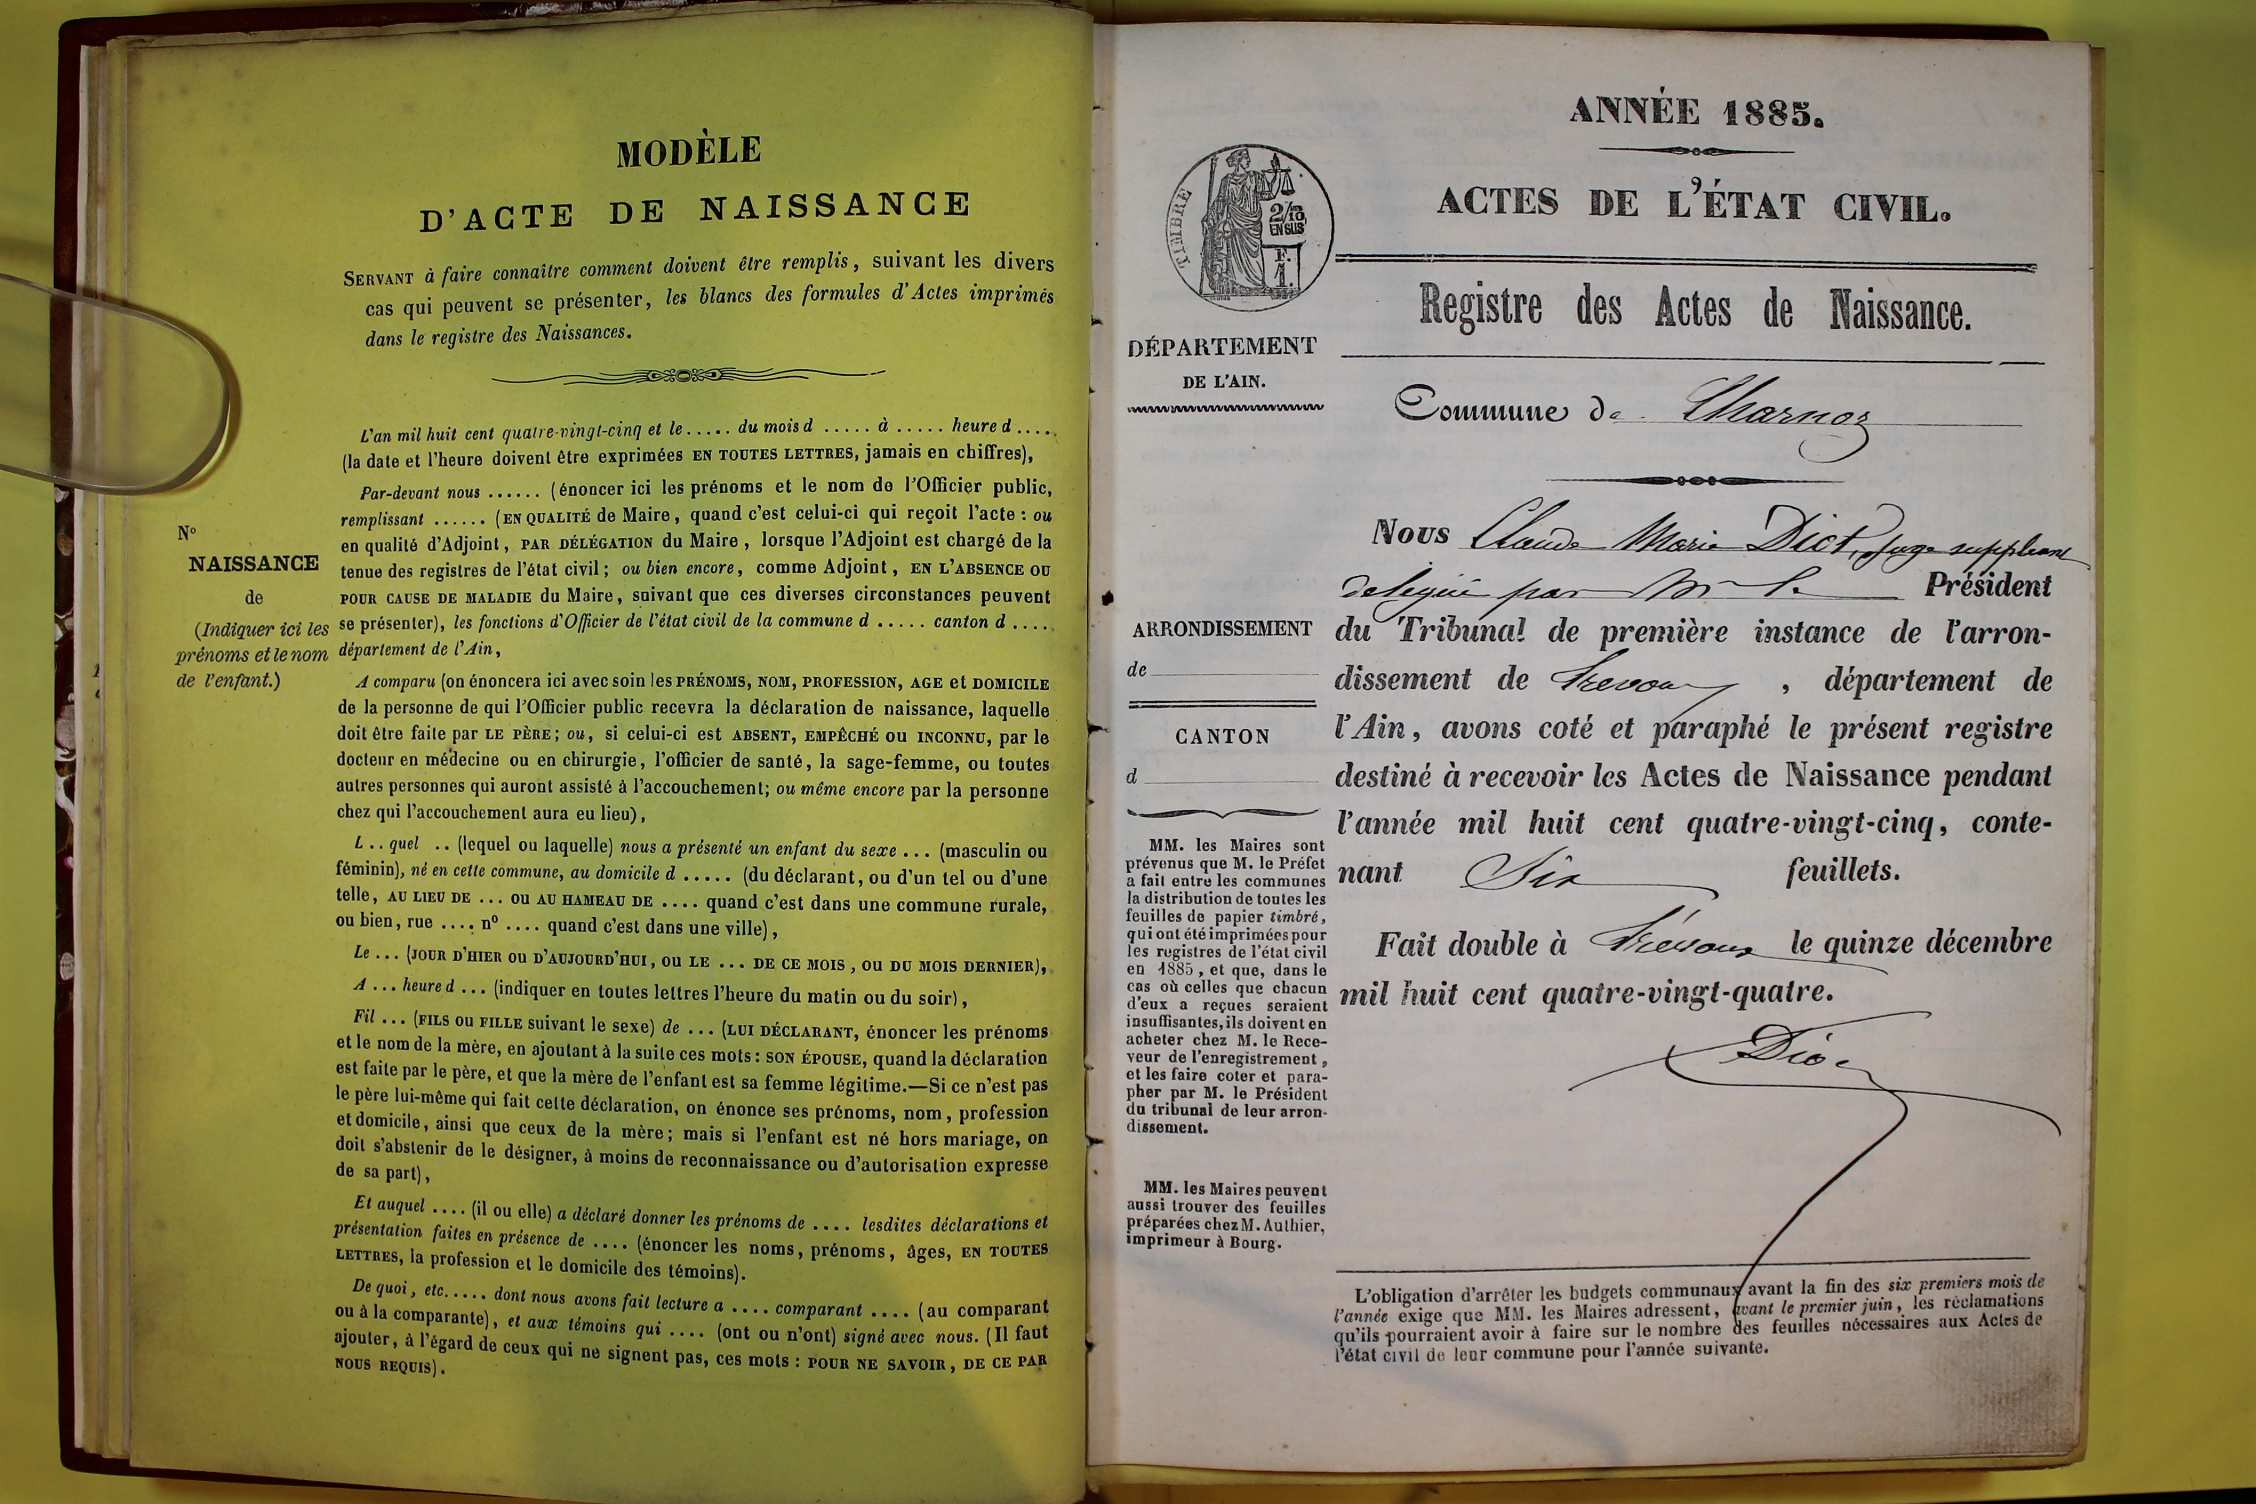 MODÈLE
D'ACTE DE NAISSANCE
SERVANT à faire connaître comment doivent être remplis, suivant les divers
cas qui peuvent se présenter, les blancs des formules d'Actes imprimés
dans le registre des Naissances.
L'an mil huit cent quatre-vingt-cinq et le ..... du mois d ..... à ..... heure d ....
(la date et l'heure doivent être exprimées EN TOUTES LETTRES, jamais en chiffres),
Par-devant nous ...... (énoncer ici les prénoms et le nom de l'Officier public,
remplissant ...... (EN QUALITÉ de Maire, quand c'est celui-ci qui reçoit l'acte : ou
en qualité d'Adjoint, PAR DÉLÉGATION du Maire, lorsque l'Adjoint est chargé de la
tenue des registres de l'état civil; ou bien encore, comme Adjoint, EN L'ABSENCE OU
POUR CAUSE DE MALADIE du Maire, suivant que ces diverses circonstances peuvent
se présenter), les fonctions d'Officier de l'état civil de la commune d ..... canton d ....
département de l'Ain,
N°
NAISSANCE
de
(Indiquer ici les
prénoms et le nom
de l'enfant.)
A comparu (on énoncera ici avec soin les PRÉNOMS, NOM, PROFESSION, AGE et DOMICILE
de la personne de qui l'Officier public recevra la déclaration de naissance, laquelle
doit être faite par LE PÈRE; ou, si celui-ci est ABSENT, EMPÊCHÉ OU INCONNU, par le
docteur en médecine ou en chirurgie, l'officier de santé, la sage-femme, ou toutes
autres personnes qui auront assisté à l'accouchement; ou même encore par la personne
chez qui l'accouchement aura eu lieu),
L .. quel .. (lequel ou laquelle) nous a présenté un enfant du sexe ... (masculin ou
féminin), né en cette commune, au domicile d ..... (du déclarant, ou d'un tel ou d'une
telle, AU LIEU DE ... OU AU HAMEAU DE .... quand c'est dans une commune rurale,
ou bien, rue .... n° .... quand c'est dans une ville),
Le ... (JOUR D'HIER OU D'AUJOURD'HUI, OU LE ... DE CE MOIS, OU DU MOIS DERNIER),
A ... heure d ... (indiquer en toutes lettres l'heure du matin ou du soir),
Fil ... (FILS OU FILLE suivant le sexe) de ... (LUI DÉCLARANT, énoncer les prénoms
et le nom de la mère, en ajoutant à la suite ces mots : SON ÉPOUSE, quand la déclaration
est faite par le père, et que la mère de l'enfant est sa femme légitime.—Si ce n'est pas
le père lui-même qui fait cette déclaration, on énonce ses prénoms, nom, profession
et domicile, ainsi que ceux de la mère; mais si l'enfant est né hors mariage, on
doit s'abstenir de le désigner, à moins de reconnaissance ou d'autorisation expresse
de sa part),
Et auquel .... (il ou elle) a déclaré donner les prénoms de .... lesdites déclarations et
présentation faites en présence de .... (énoncer les noms, prénoms, âges, EN TOUTES
LETTRES, la profession et le domicile des témoins).
De quoi, etc..... dont nous avons fait lecture a .... comparant .... (au comparant
ou à la comparante), et aux témoins qui .... (ont ou n'ont) signé avec nous. (Il faut
ajouter, à l'égard de ceux qui ne signent pas, ces mots : POUR NE SAVOIR, DE CE PAR
NOUS REQUIS).
ANNÉE 1885.
ACTES DE L'ÉTAT CIVIL.
TIMBRE
2/10
EN SUS
F.
1.
Registre des Actes de Naissance.
DÉPARTEMENT
DE L'AIN.
Commune de Charnoz
Nous Claude Marie Diot, Juge suppléant
delégué par Mr le Président
du Tribunal de première instance de l'arron-
dissement de Trevoux, département de
l'Ain, avons coté et paraphé le présent registre
destiné à recevoir les Actes de Naissance pendant
l'année mil huit cent quatre-vingt-cinq, conte-
nant Six feuillets.
Fait double à Trévoux le quinze décembre
mil huit cent quatre-vingt-quatre.
Diot
ARRONDISSEMENT
de
CANTON
d
MM. les Maires sont
prévenus que M. le Préfet
a fait entre les communes
la distribution de toutes les
feuilles de papier timbré,
qui ont été imprimées pour
les registres de l'état civil
en 1885, et que, dans le
cas où celles que chacun
d'eux a reçues seraient
insuffisantes, ils doivent en
acheter chez M. le Rece-
veur de l'enregistrement,
et les faire coter et para-
pher par M. le Président
du tribunal de leur arron-
dissement.
MM. les Maires peuvent
aussi trouver des feuilles
préparées chez M. Authier,
imprimeur à Bourg.
L'obligation d'arrêter les budgets communaux avant la fin des six premiers mois de
l'année exige que MM. les Maires adressent, avant le premier juin, les réclamations
qu'ils pourraient avoir à faire sur le nombre des feuilles nécessaires aux Actes de
l'état civil de leur commune pour l'année suivante.